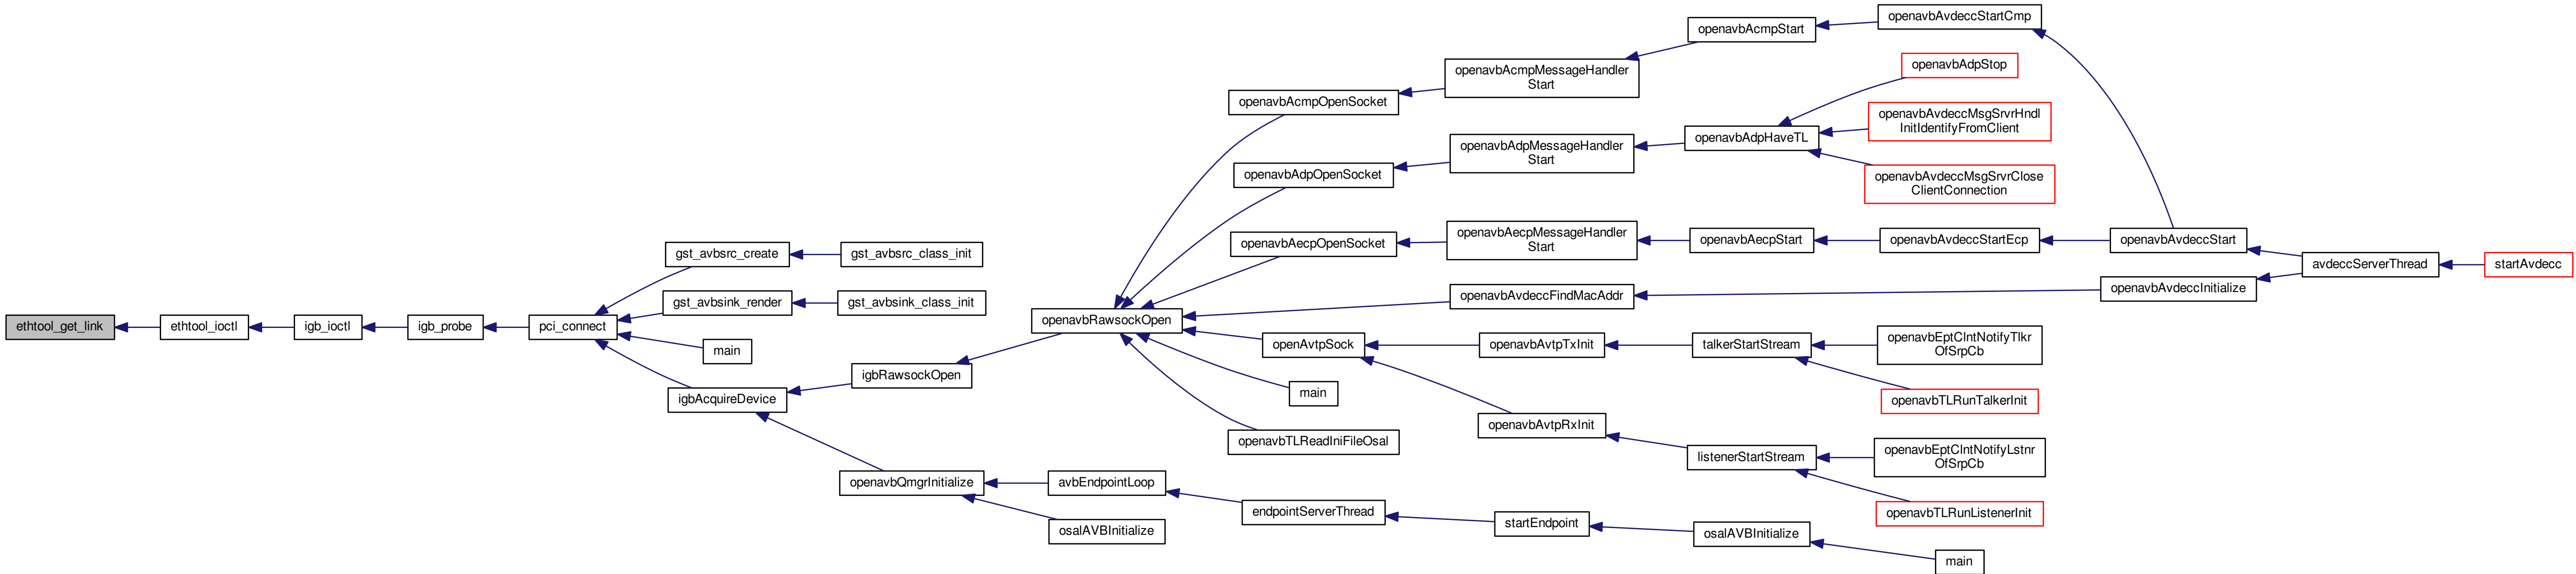 ethtool_get_link
ethtool_ioctl
igb_ioctl
igb_probe
pci_connect
gst_avbsrc_create
gst_avbsrc_class_init
gst_avbsink_render
gst_avbsink_class_init
main
igbAcquireDevice
igbRawsockOpen
openavbRawsockOpen
openavbAcmpOpenSocket
openavbAcmpMessageHandler
Start
openavbAcmpStart
openavbAvdeccStartCmp
openavbAdpOpenSocket
openavbAdpMessageHandler
Start
openavbAdpHaveTL
openavbAdpStop
openavbAvdeccMsgSrvrHndl
InitIdentifyFromClient
openavbAvdeccMsgSrvrClose
ClientConnection
openavbAecpOpenSocket
openavbAecpMessageHandler
Start
openavbAecpStart
openavbAvdeccStartEcp
openavbAvdeccStart
avdeccServerThread
startAvdecc
openavbAvdeccFindMacAddr
openavbAvdeccInitialize
openAvtpSock
openavbAvtpTxInit
talkerStartStream
openavbEptClntNotifyTlkr
OfSrpCb
openavbTLRunTalkerInit
main
openavbAvtpRxInit
listenerStartStream
openavbEptClntNotifyLstnr
OfSrpCb
openavbTLRunListenerInit
openavbTLReadIniFileOsal
openavbQmgrInitialize
avbEndpointLoop
endpointServerThread
startEndpoint
osalAVBInitialize
main
osalAVBInitialize